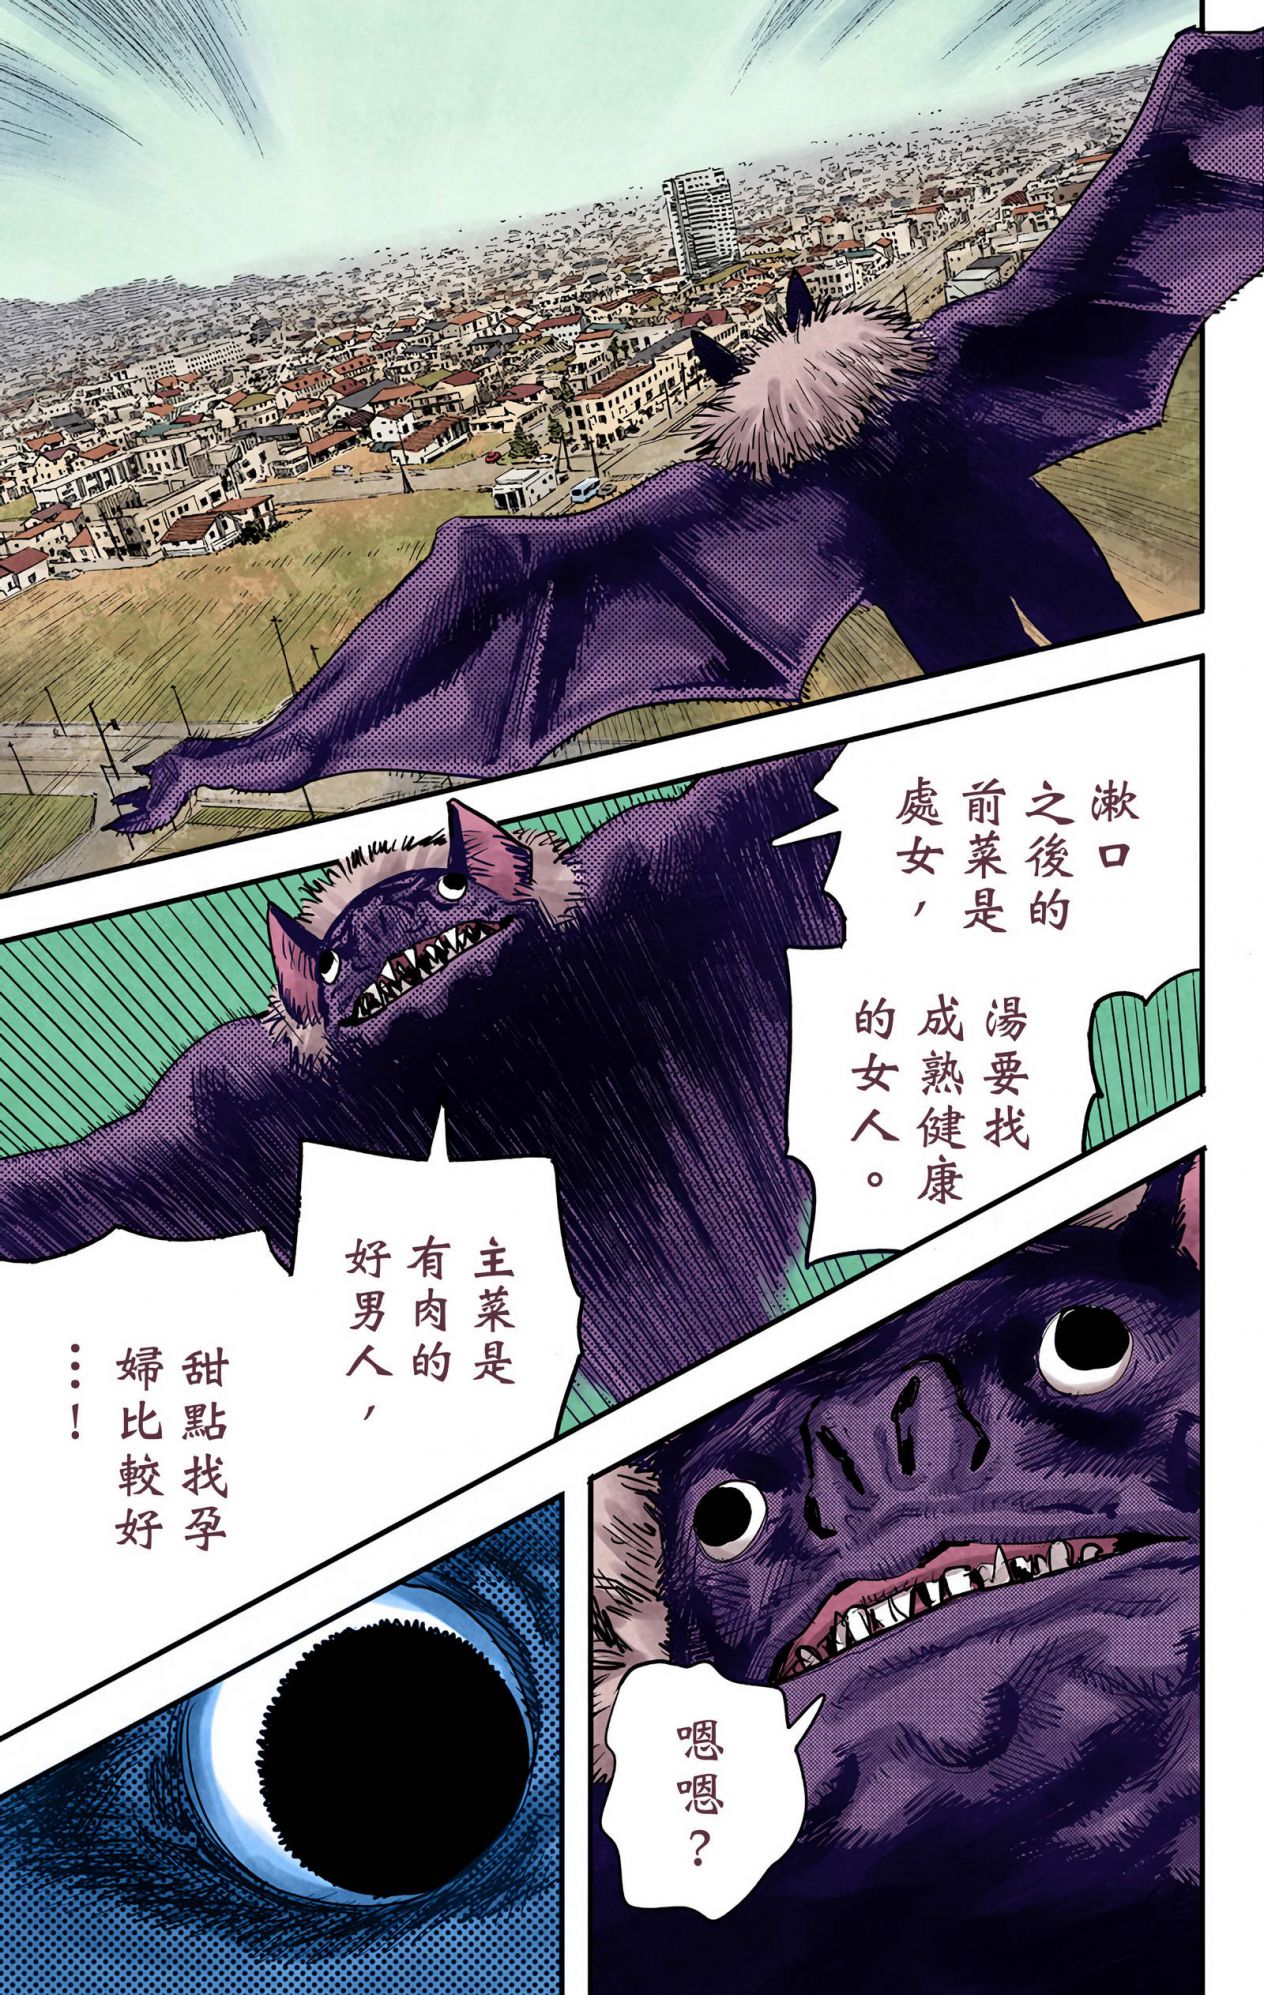 漱口
之後的
前菜是
處女，
湯要找
成熟健康
的女人。
主菜是
有肉的
好男人，
甜點找孕
婦比較好
…！
嗯嗯？